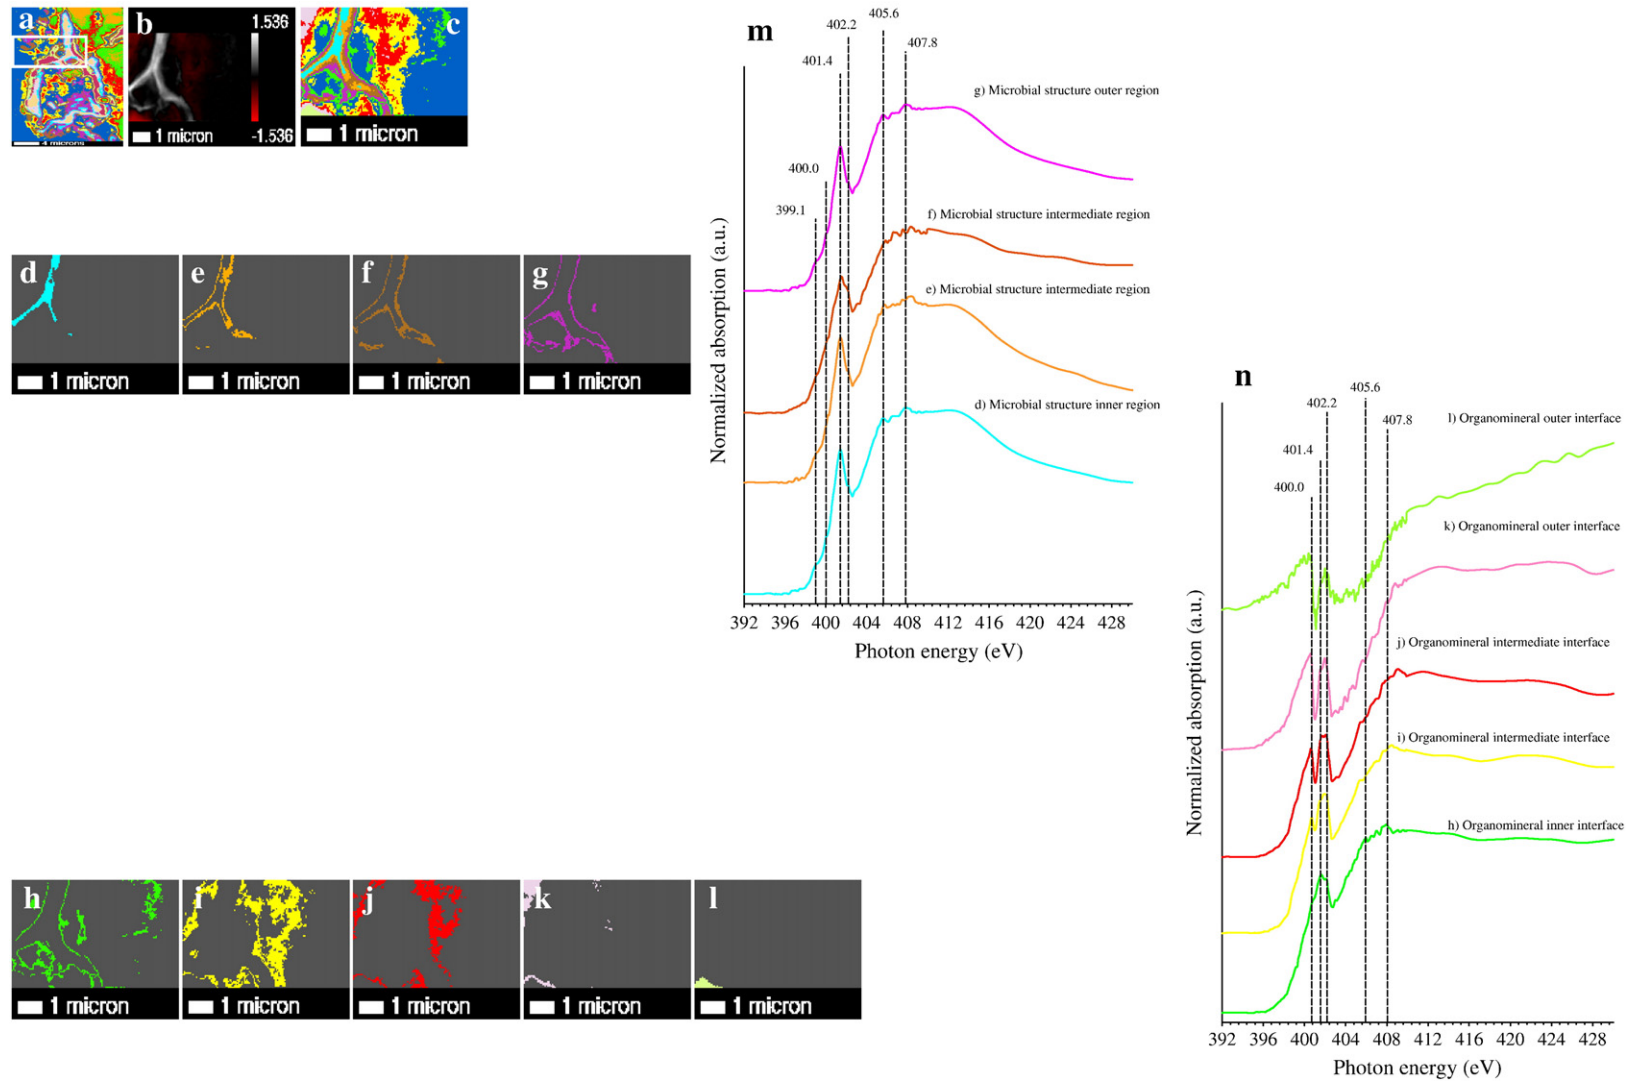 a
4 microns
b
1.536
-1.536
1 micron
c
1 micron
d
1 micron
e
1 micron
f
1 micron
g
1 micron
m
399.1
400.0
401.4
402.2
405.6
407.8
g) Microbial structure outer region
f) Microbial structure intermediate region
e) Microbial structure intermediate region
d) Microbial structure inner region
Normalized absorption (a.u.)
392 396 400 404 408 412 416 420 424 428
Photon energy (eV)
h
1 micron
i
1 micron
j
1 micron
k
1 micron
l
1 micron
n
400.0
401.4
402.2
405.6
407.8
l) Organomineral outer interface
k) Organomineral outer interface
j) Organomineral intermediate interface
i) Organomineral intermediate interface
h) Organomineral inner interface
Normalized absorption (a.u.)
392 396 400 404 408 412 416 420 424 428
Photon energy (eV)